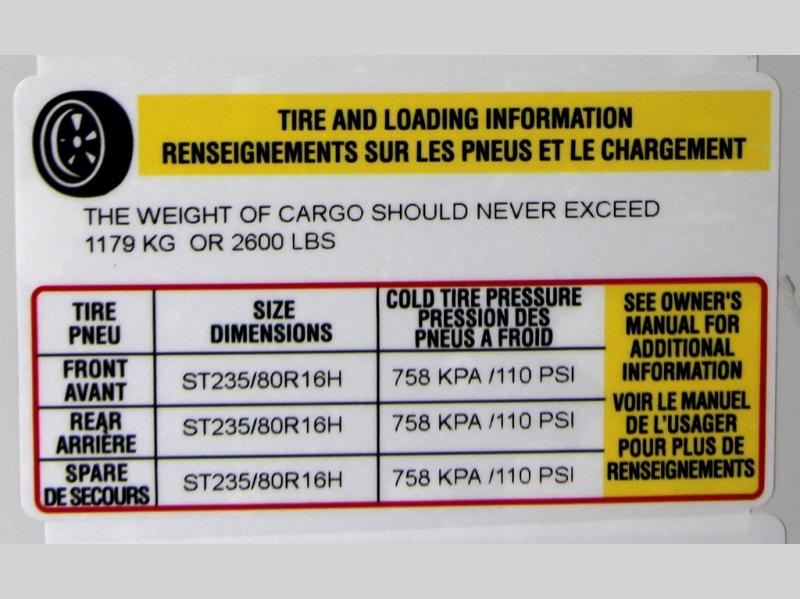 TIRE AND LOADING INFORMATION
RENSEIGNEMENTS SUR LES PNEUS ET LE CHARGEMENT
THE WEIGHT OF CARGO SHOULD NEVER EXCEED
1179 KG OR 2600 LBS
TIRE
PNEU
SIZE
DIMENSIONS
COLD TIRE PRESSURE
PRESSION DES
PNEUS A FROID
FRONT
AVANT
ST235/80R16H
758 KPA /110 PSI
REAR
ARRIÈRE
ST235/80R16H
758 KPA /110 PSI
SPARE
DE SECOURS
ST235/80R16H
758 KPA /110 PSI
SEE OWNER'S
MANUAL FOR
ADDITIONAL
INFORMATION
VOIR LE MANUEL
DE L'USAGER
POUR PLUS DE
RENSEIGNEMENTS